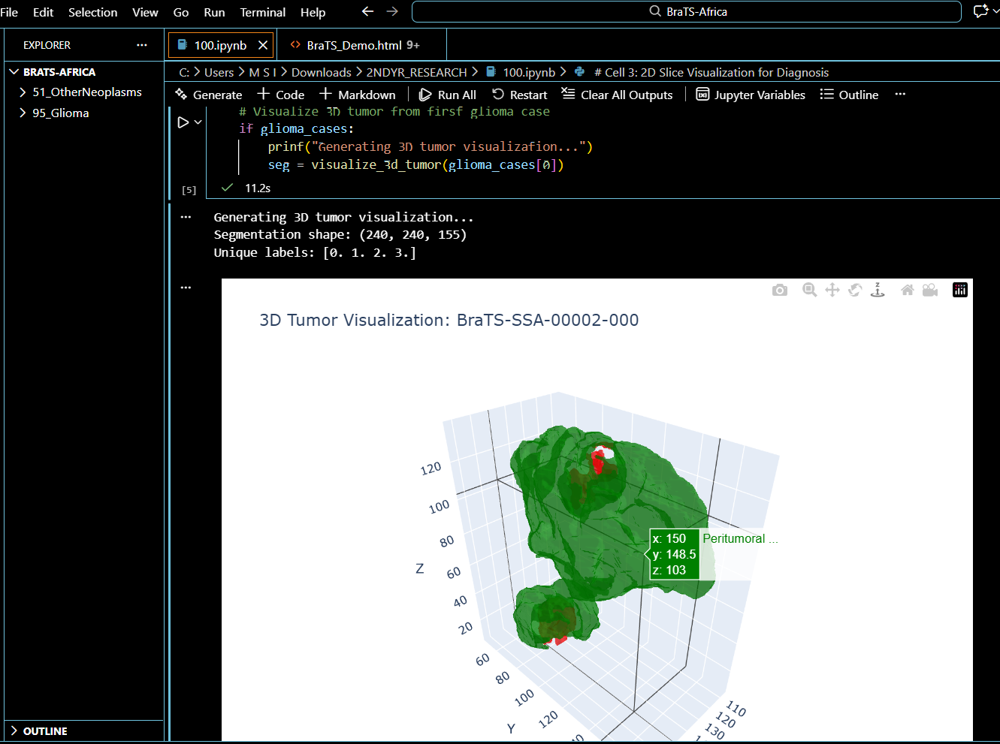 File Edit Selection View Go Run Terminal Help
BraTS-Africa
EXPLORER
100.ipynb
BraTS_Demo.html 9+
BRATS-AFRICA
51_OtherNeoplasms
95_Glioma
C: > Users > M S I > Downloads > 2NDYR_RESEARCH > 100.ipynb > # Cell 3: 2D Slice Visualization for Diagnosis
Generate + Code + Markdown Run All Restart Clear All Outputs Jupyter Variables Outline ...
# Visualize 3D tumor from firsf glioma case
if glioma_cases:
prinf("Generating 3D tumor visualizafion...")
seg = visualize_3d_tumor(glioma_cases[0])
[5]
11.2s
Generating 3D tumor visualization...
Segmentation shape: (240, 240, 155)
Unique labels: [0. 1. 2. 3.]
3D Tumor Visualization: BraTS-SSA-00002-000
120
100
80
60
40
20
Z
x: 150
y: 148.5
z: 103
Peritumoral ...
60
80
100
120
Y
110
120
130
OUTLINE